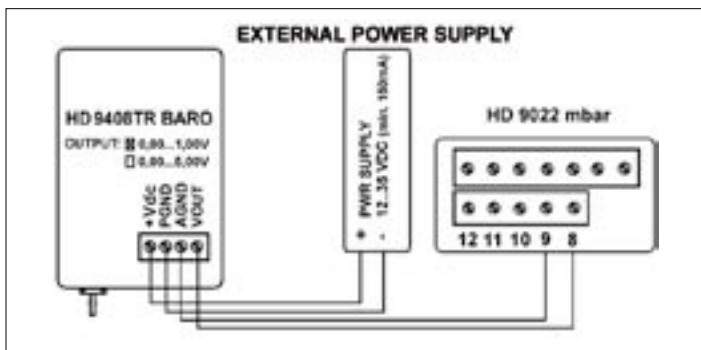 EXTERNAL POWER SUPPLY
HD 9408TR BARO
OUTPUT: 0,00...1,00V
0,00...5,00V
+Vdc
PGND
AGND
VOUT
PWR SUPPLY
12...35 VDC (min. 150mA)
+
-
HD 9022 mbar
12 11 10 9 8